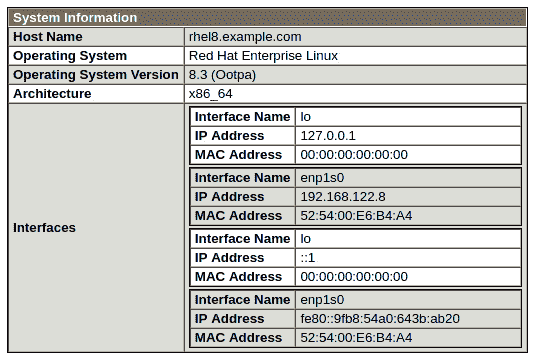 System Information
Host Name rhel8.example.com
Operating System Red Hat Enterprise Linux
Operating System Version 8.3 (Ootpa)
Architecture x86_64
Interfaces
Interface Name lo
IP Address 127.0.0.1
MAC Address 00:00:00:00:00:00
Interface Name enp1s0
IP Address 192.168.122.8
MAC Address 52:54:00:E6:B4:A4
Interface Name lo
IP Address ::1
MAC Address 00:00:00:00:00:00
Interface Name enp1s0
IP Address fe80::9fb8:54a0:643b:ab20
MAC Address 52:54:00:E6:B4:A4